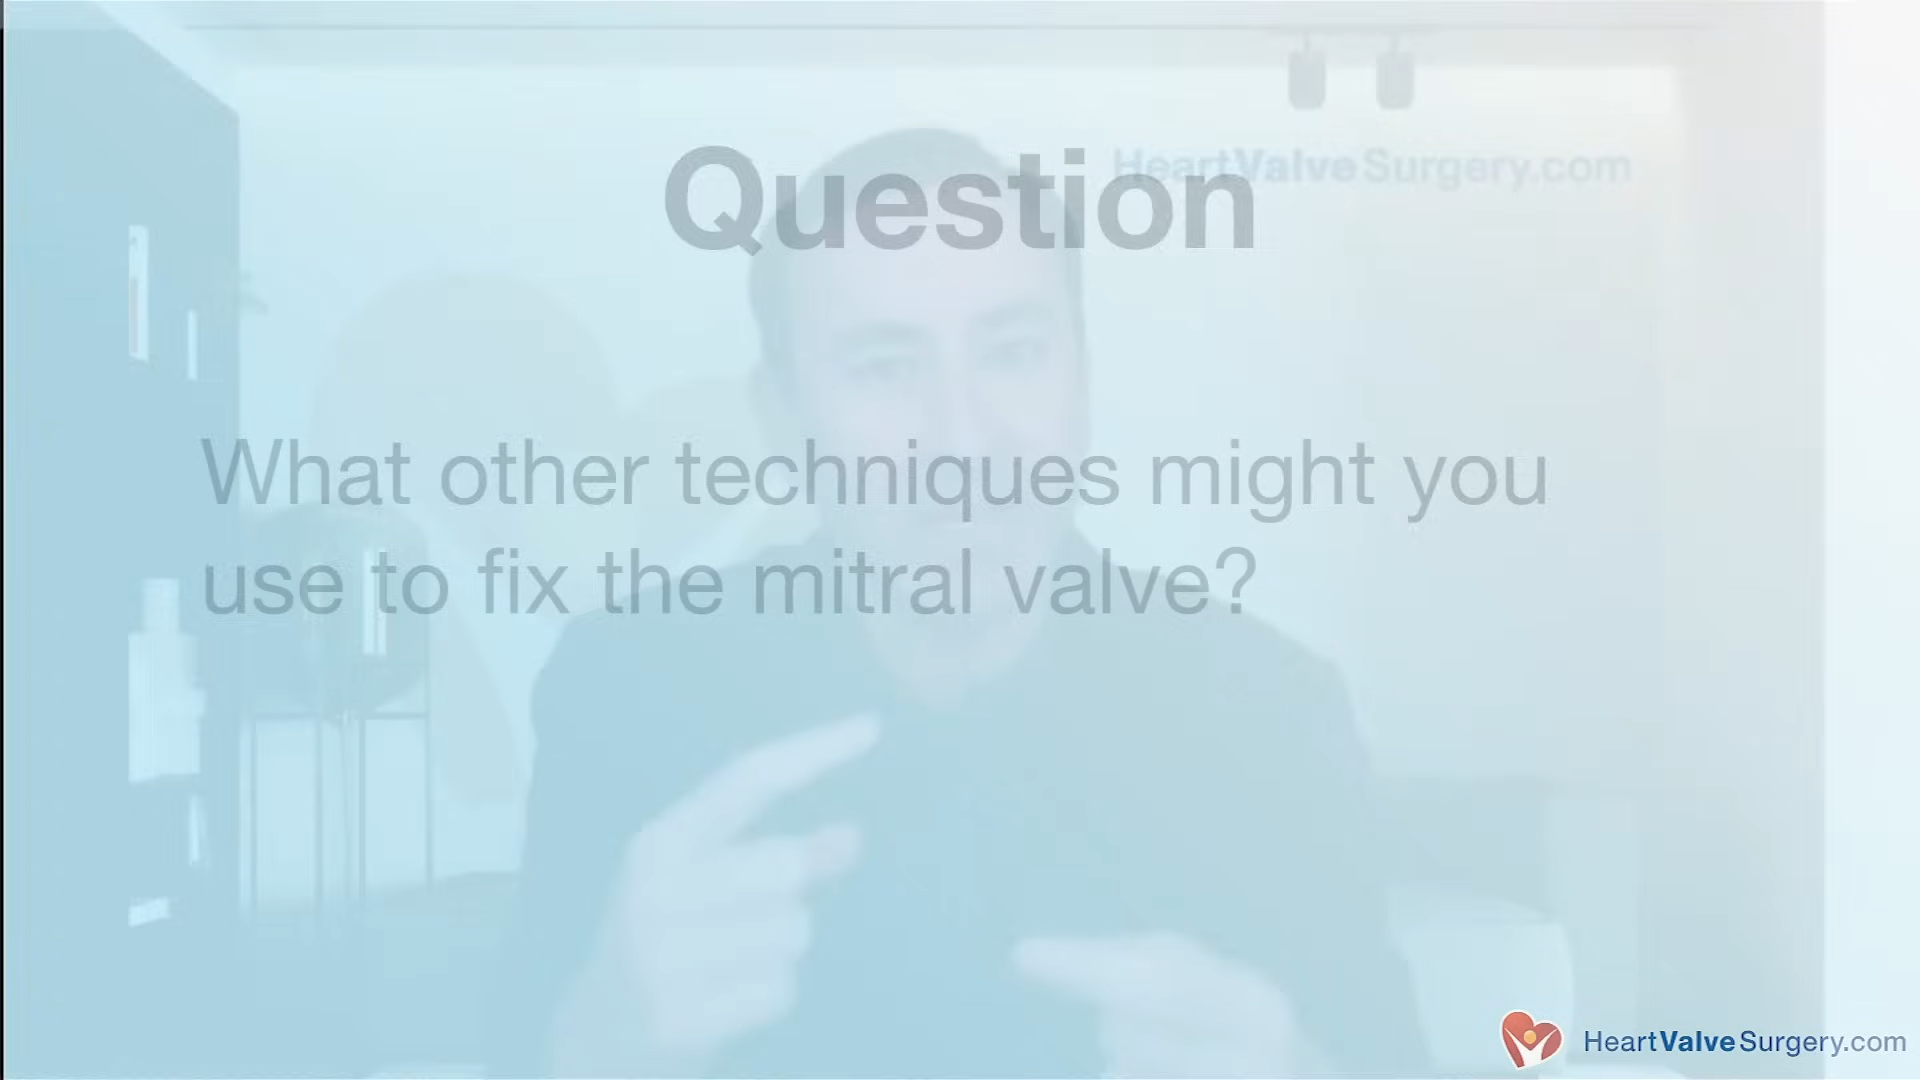 Question
HeartValveSurgery.com
What other techniques might you
use to fix the mitral valve?
HeartValveSurgery.com